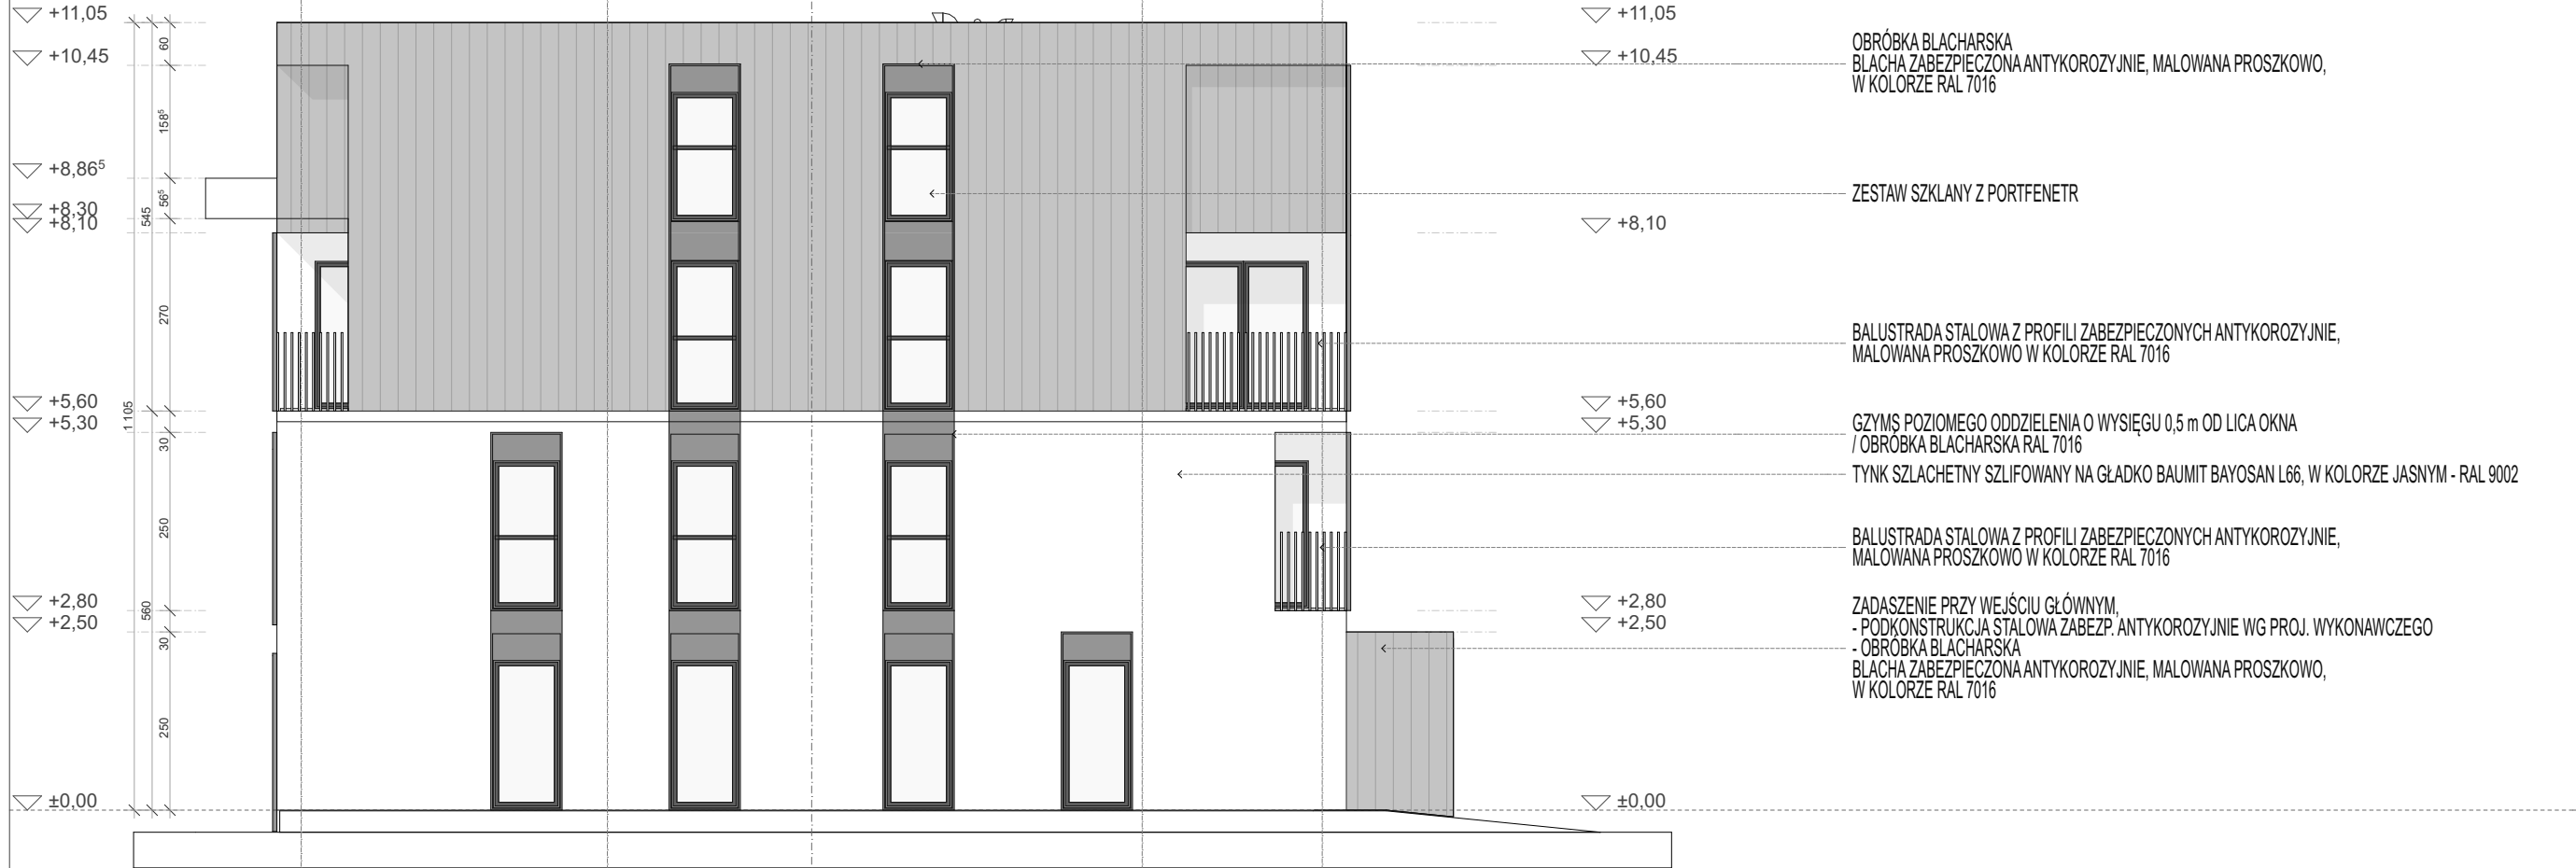 +11,05
+10,45
+8,86⁵
+8,30
+8,10
+5,60
+5,30
+2,80
+2,50
±0,00
60
158⁵
56⁵
270
30
250
30
250
545
560
1 105
+11,05
+10,45
+8,10
+5,60
+5,30
+2,80
+2,50
±0,00
OBRÓBKA BLACHARSKA
BLACHA ZABEZPIECZONA ANTYKOROZYJNIE, MALOWANA PROSZKOWO,
W KOLORZE RAL 7016
ZESTAW SZKLANY Z PORTFENETR
BALUSTRADA STALOWA Z PROFILI ZABEZPIECZONYCH ANTYKOROZYJNIE,
MALOWANA PROSZKOWO W KOLORZE RAL 7016
GZYMS POZIOMEGO ODDZIELENIA O WYSIĘGU 0,5 m OD LICA OKNA
/ OBRÓBKA BLACHARSKA RAL 7016
TYNK SZLACHETNY SZLIFOWANY NA GŁADKO BAUMIT BAYOSAN L66, W KOLORZE JASNYM - RAL 9002
BALUSTRADA STALOWA Z PROFILI ZABEZPIECZONYCH ANTYKOROZYJNIE,
MALOWANA PROSZKOWO W KOLORZE RAL 7016
ZADASZENIE PRZY WEJŚCIU GŁÓWNYM,
- PODKONSTRUKCJA STALOWA ZABEZP. ANTYKOROZYJNIE WG PROJ. WYKONAWCZEGO
- OBRÓBKA BLACHARSKA
BLACHA ZABEZPIECZONA ANTYKOROZYJNIE, MALOWANA PROSZKOWO,
W KOLORZE RAL 7016